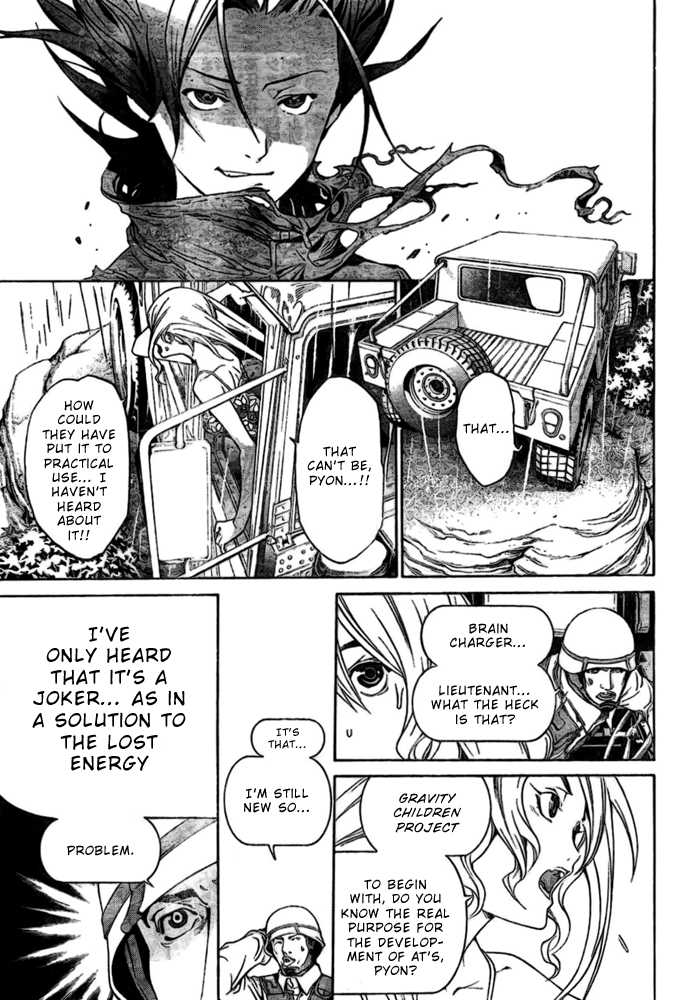 THAT...
THAT
CAN'T BE,
PYON...!!
HOW
COULD
THEY HAVE
PUT IT TO
PRACTICAL
USE... I
HAVEN'T
HEARD
ABOUT
IT!!
BRAIN
CHARGER...
LIEUTENANT...
WHAT THE HECK
IS THAT?
I'VE
ONLY HEARD
THAT IT'S A
JOKER... AS IN
A SOLUTION TO
THE LOST
ENERGY
GRAVITY
CHILDREN
PROJECT
TO BEGIN
WITH, DO YOU
KNOW THE REAL
PURPOSE FOR
THE DEVELOP-
MENT OF AT'S,
PYON?
IT'S
THAT...
I'M STILL
NEW SO...
PROBLEM.
9
9